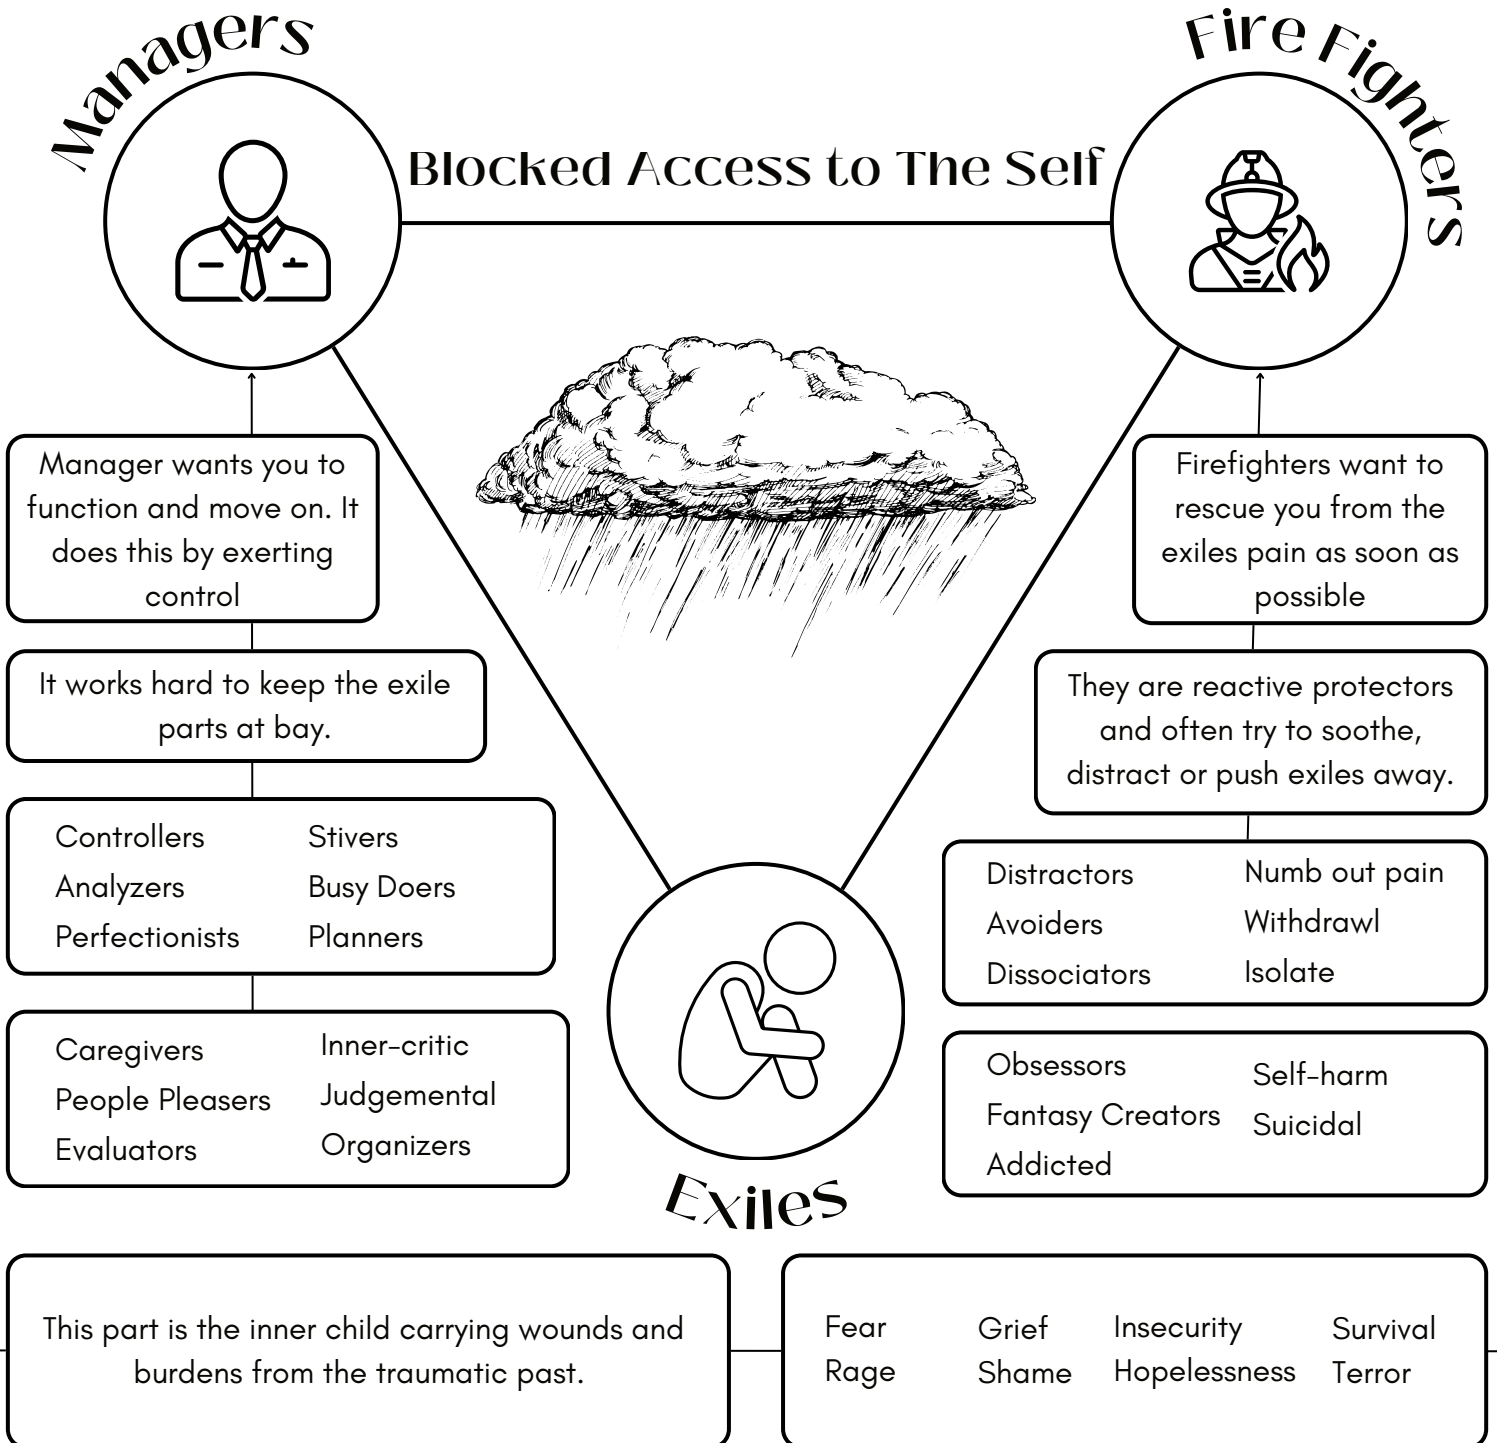 Managers
Fire Fighters
Blocked Access to The Self
Manager wants you to
function and move on. It
does this by exerting
control
It works hard to keep the exile
parts at bay.
Controllers
Analyzers
Perfectionists
Stivers
Busy Doers
Planners
Caregivers
People Pleasers
Evaluators
Inner-critic
Judgemental
Organizers
Firefighters want to
rescue you from the
exiles pain as soon as
possible
They are reactive protectors
and often try to soothe,
distract or push exiles away.
Distractors
Avoiders
Dissociators
Numb out pain
Withdrawl
Isolate
Obsessors
Fantasy Creators
Addicted
Self-harm
Suicidal
Exiles
This part is the inner child carrying wounds and
burdens from the traumatic past.
Fear
Rage
Grief
Shame
Insecurity
Hopelessness
Survival
Terror